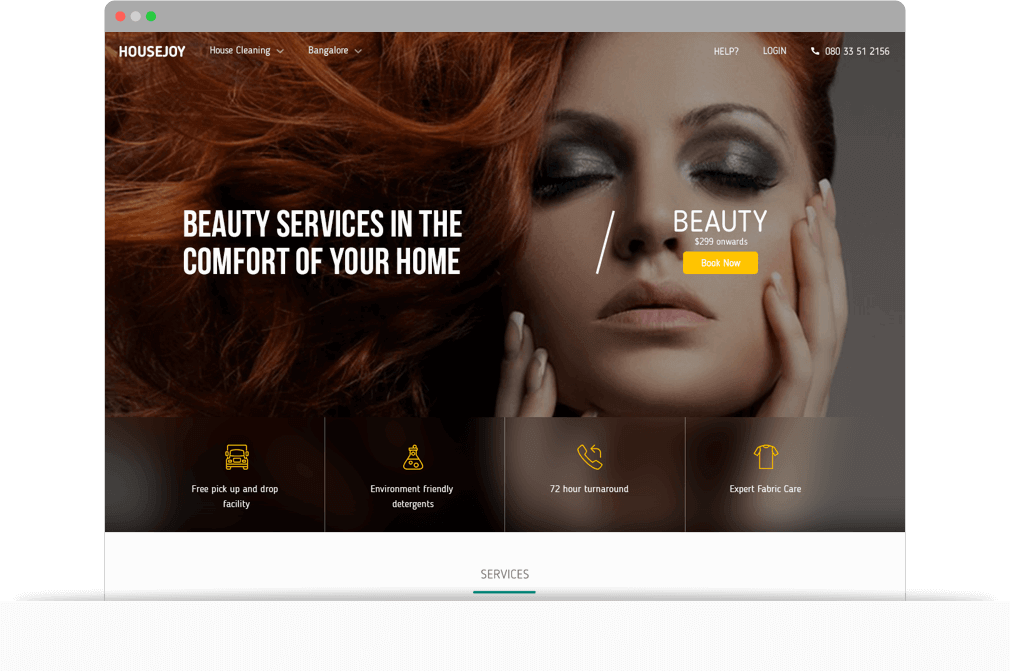 HOUSEJOY
House Cleaning
Bangalore
HELP?
LOGIN
080 33 51 2156
BEAUTY SERVICES IN THE
COMFORT OF YOUR HOME
BEAUTY
$299 onwards
Book Now
Free pick up and drop
facility
Environment friendly
detergents
72 hour turnaround
Expert Fabric Care
SERVICES